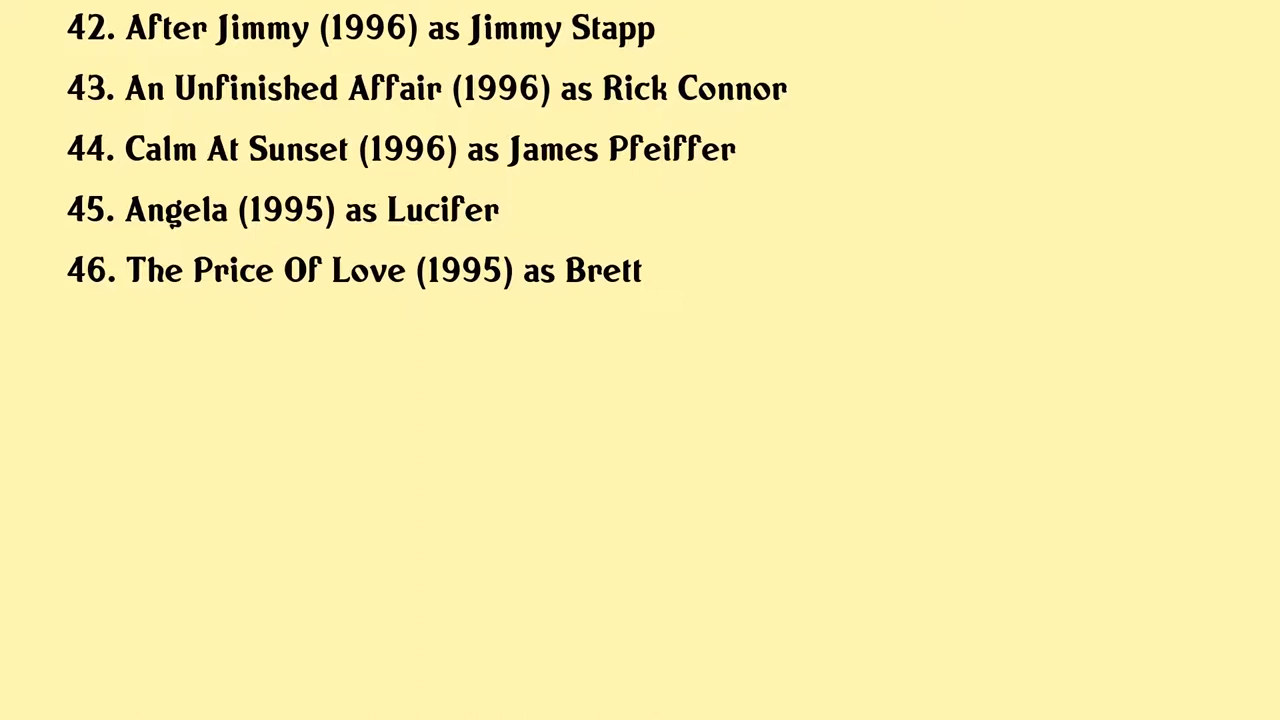 42. After Jimmy (1996) as Jimmy Stapp
43. An Unfinished Affair (1996) as Rick Connor
44. Calm At Sunset (1996) as James Pfeiffer
45. Angela (1995) as Lucifer
46. The Price Of Love (1995) as Brett